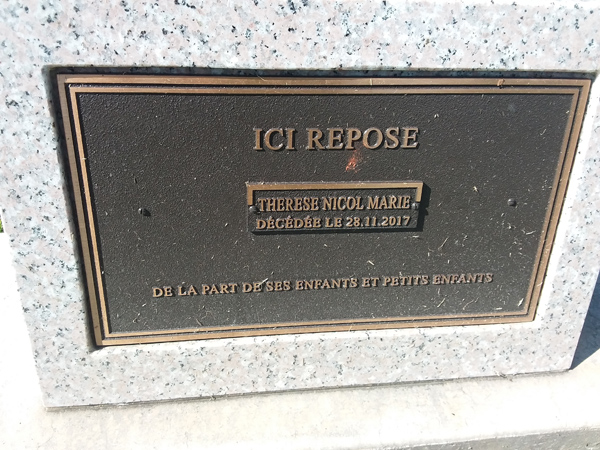 ICI REPOSE
THERESE NICOL MARIE
DÉCÉDÉE LE 28.11.2017
DE LA PART DE SES ENFANTS ET PETITS ENFANTS